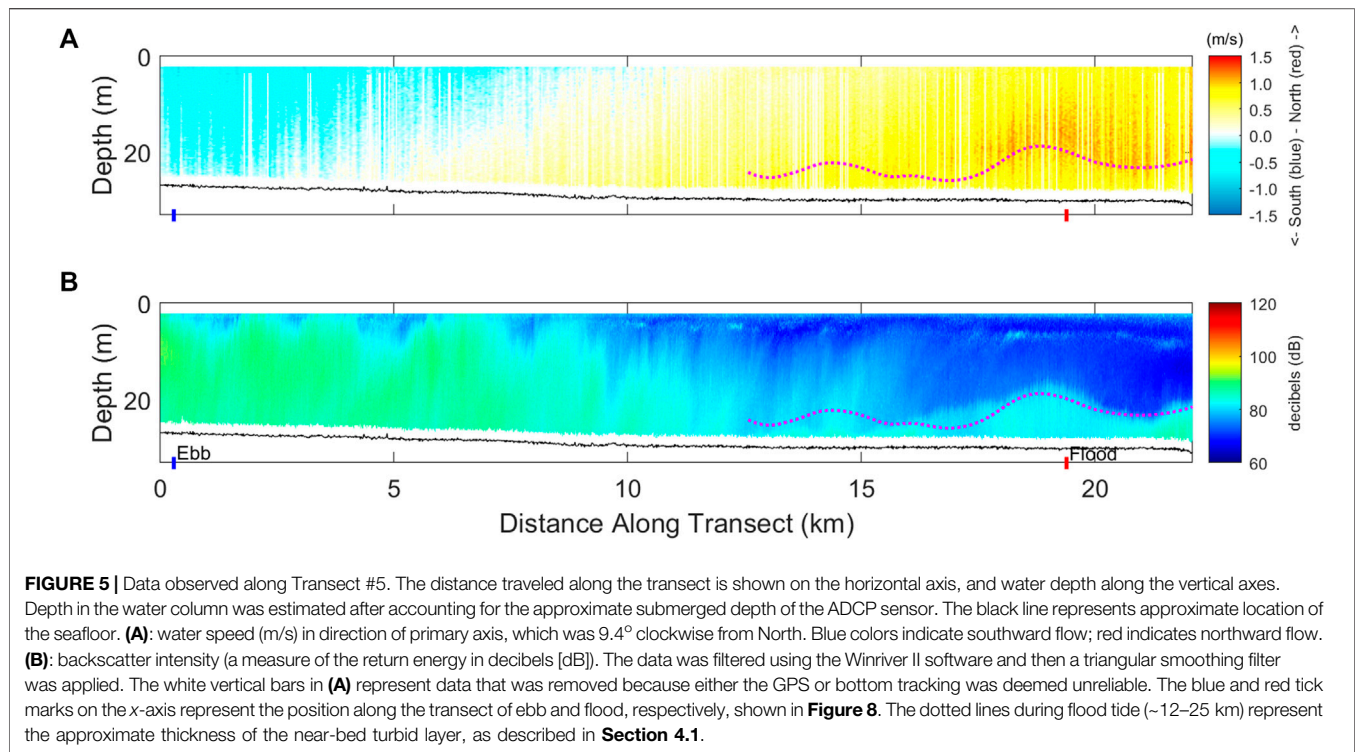 A
0
20
Depth (m)
(m/s)
1.5
1.0
0.5
0.0
-0.5
-1.0
-1.5
<- South (blue) - North (red) ->
B
0
20
Depth (m)
Ebb
Flood
120
100
80
60
decibels (dB)
0 5 10 15 20
Distance Along Transect (km)
FIGURE 5 | Data observed along Transect #5. The distance traveled along the transect is shown on the horizontal axis, and water depth along the vertical axes.
Depth in the water column was estimated after accounting for the approximate submerged depth of the ADCP sensor. The black line represents approximate location of
the seafloor. (A): water speed (m/s) in direction of primary axis, which was 9.4° clockwise from North. Blue colors indicate southward flow; red indicates northward flow.
(B): backscatter intensity (a measure of the return energy in decibels [dB]). The data was filtered using the Winriver II software and then a triangular smoothing filter
was applied. The white vertical bars in (A) represent data that was removed because either the GPS or bottom tracking was deemed unreliable. The blue and red tick
marks on the x-axis represent the position along the transect of ebb and flood, respectively, shown in Figure 8. The dotted lines during flood tide (~12–25 km) represent
the approximate thickness of the near-bed turbid layer, as described in Section 4.1.